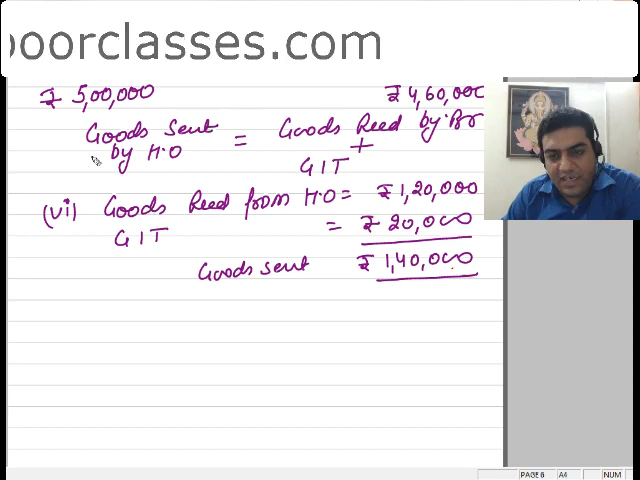 oorclasses.com
₹ 5,00,000 ₹ 4,60,000
Goods Sent by H.O = Goods Recd by Br + GIT
(vi) Goods Recd from H.O = ₹ 1,20,000
GIT = ₹ 20,000
Goods sent ₹ 1,40,000
PAGE 6 A4 NUM